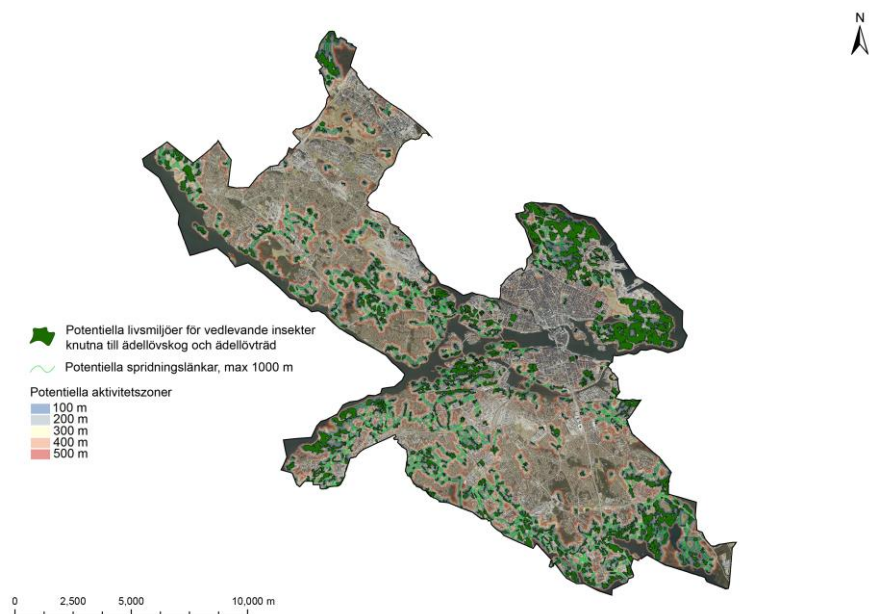 N
Potentiella livsmiljöer för vedlevande insekter
knutna till ädellövskog och ädellövträd
Potentiella spridningslänkar, max 1000 m
Potentiella aktivitetszoner
100 m
200 m
300 m
400 m
500 m
0 2,500 5,000 10,000 m